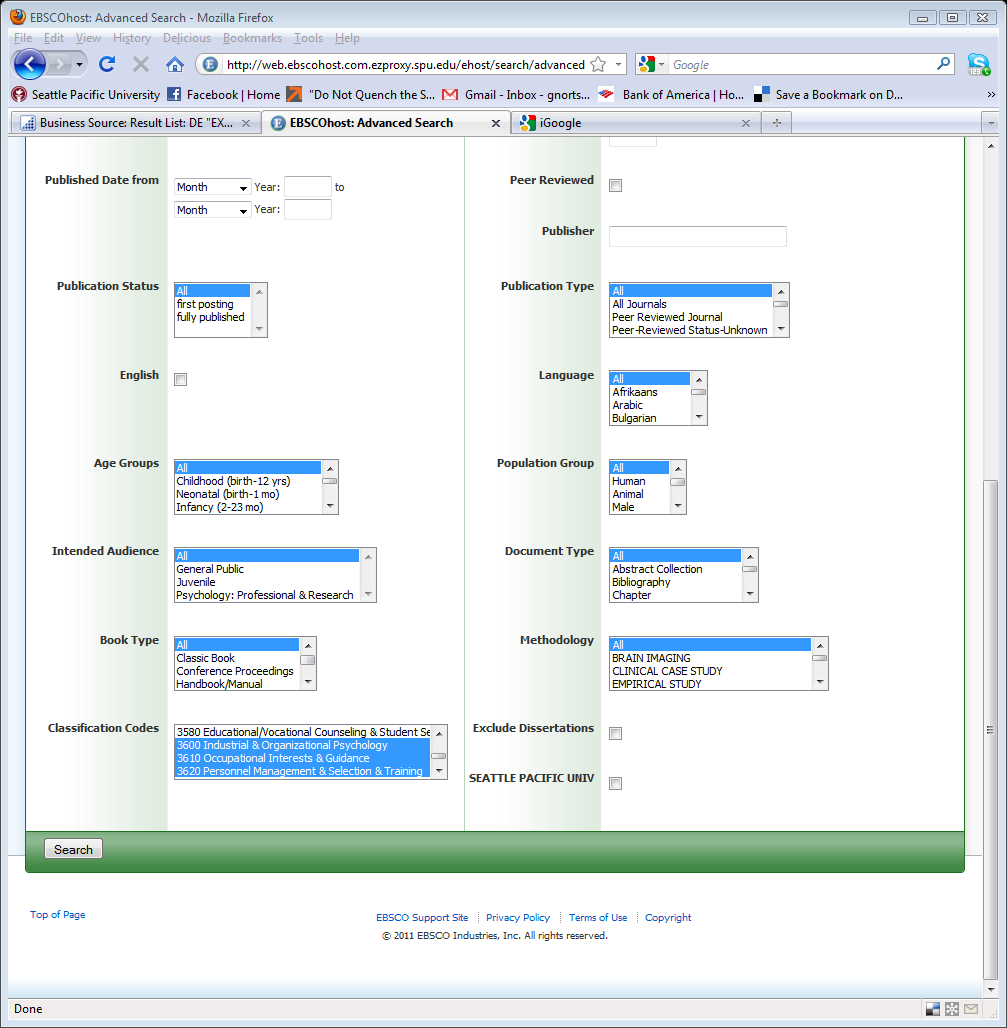 EBSCOhost: Advanced Search - Mozilla Firefox
File Edit View History Delicious Bookmarks Tools Help
http://web.ebscohost.com.ezproxy.spu.edu/ehost/search/advanced Google
Seattle Pacific University Facebook | Home "Do Not Quench the S... Gmail - Inbox - gnorts... Bank of America | Ho... Save a Bookmark on D... »
Business Source: Result List: DE "EX... EBSCOhost: Advanced Search iGoogle
Published Date from Month Year: to
Month Year:
Peer Reviewed
Publisher
Publication Status
All
first posting
fully published
Publication Type
All
All Journals
Peer Reviewed Journal
Peer-Reviewed Status-Unknown
English
Language
All
Afrikaans
Arabic
Bulgarian
Age Groups
All
Childhood (birth-12 yrs)
Neonatal (birth-1 mo)
Infancy (2-23 mo)
Population Group
All
Human
Animal
Male
Intended Audience
All
General Public
Juvenile
Psychology: Professional & Research
Document Type
All
Abstract Collection
Bibliography
Chapter
Book Type
All
Classic Book
Conference Proceedings
Handbook/Manual
Methodology
All
BRAIN IMAGING
CLINICAL CASE STUDY
EMPIRICAL STUDY
Classification Codes
3580 Educational/Vocational Counseling & Student Se
3600 Industrial & Organizational Psychology
3610 Occupational Interests & Guidance
3620 Personnel Management & Selection & Training
Exclude Dissertations
SEATTLE PACIFIC UNIV
Search
Top of Page
EBSCO Support Site Privacy Policy Terms of Use Copyright
© 2011 EBSCO Industries, Inc. All rights reserved.
Done